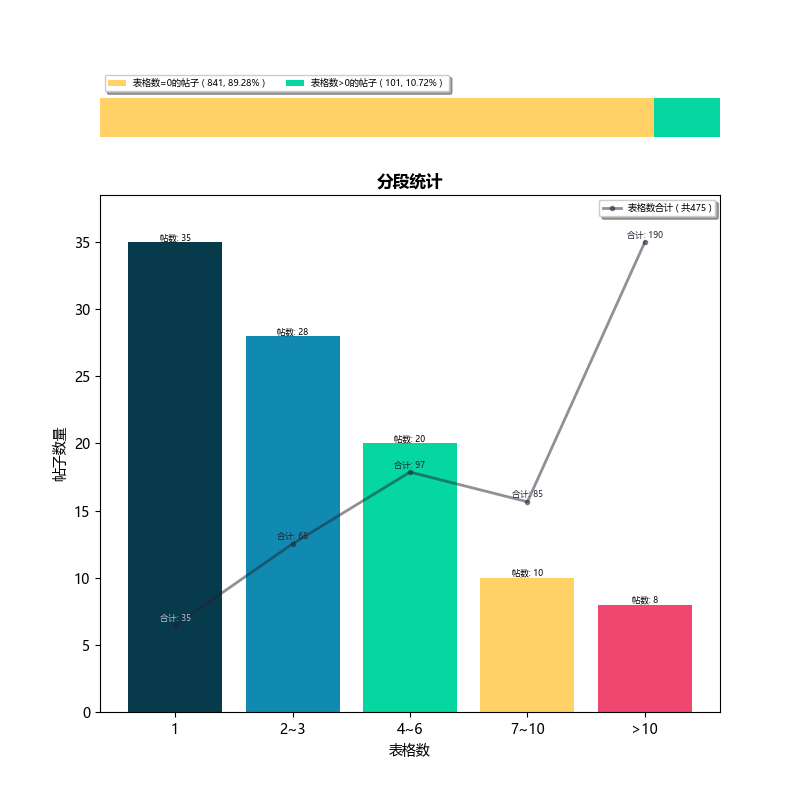 表格数=0的帖子 ( 841, 89.28% )
表格数>0的帖子 ( 101, 10.72% )
分段统计
表格数合计 ( 共475 )
帖子数量
35
30
25
20
15
10
5
0
帖数: 35
帖数: 28
帖数: 20
帖数: 10
帖数: 8
合计: 35
合计: 68
合计: 97
合计: 85
合计: 190
1
2~3
4~6
7~10
>10
表格数